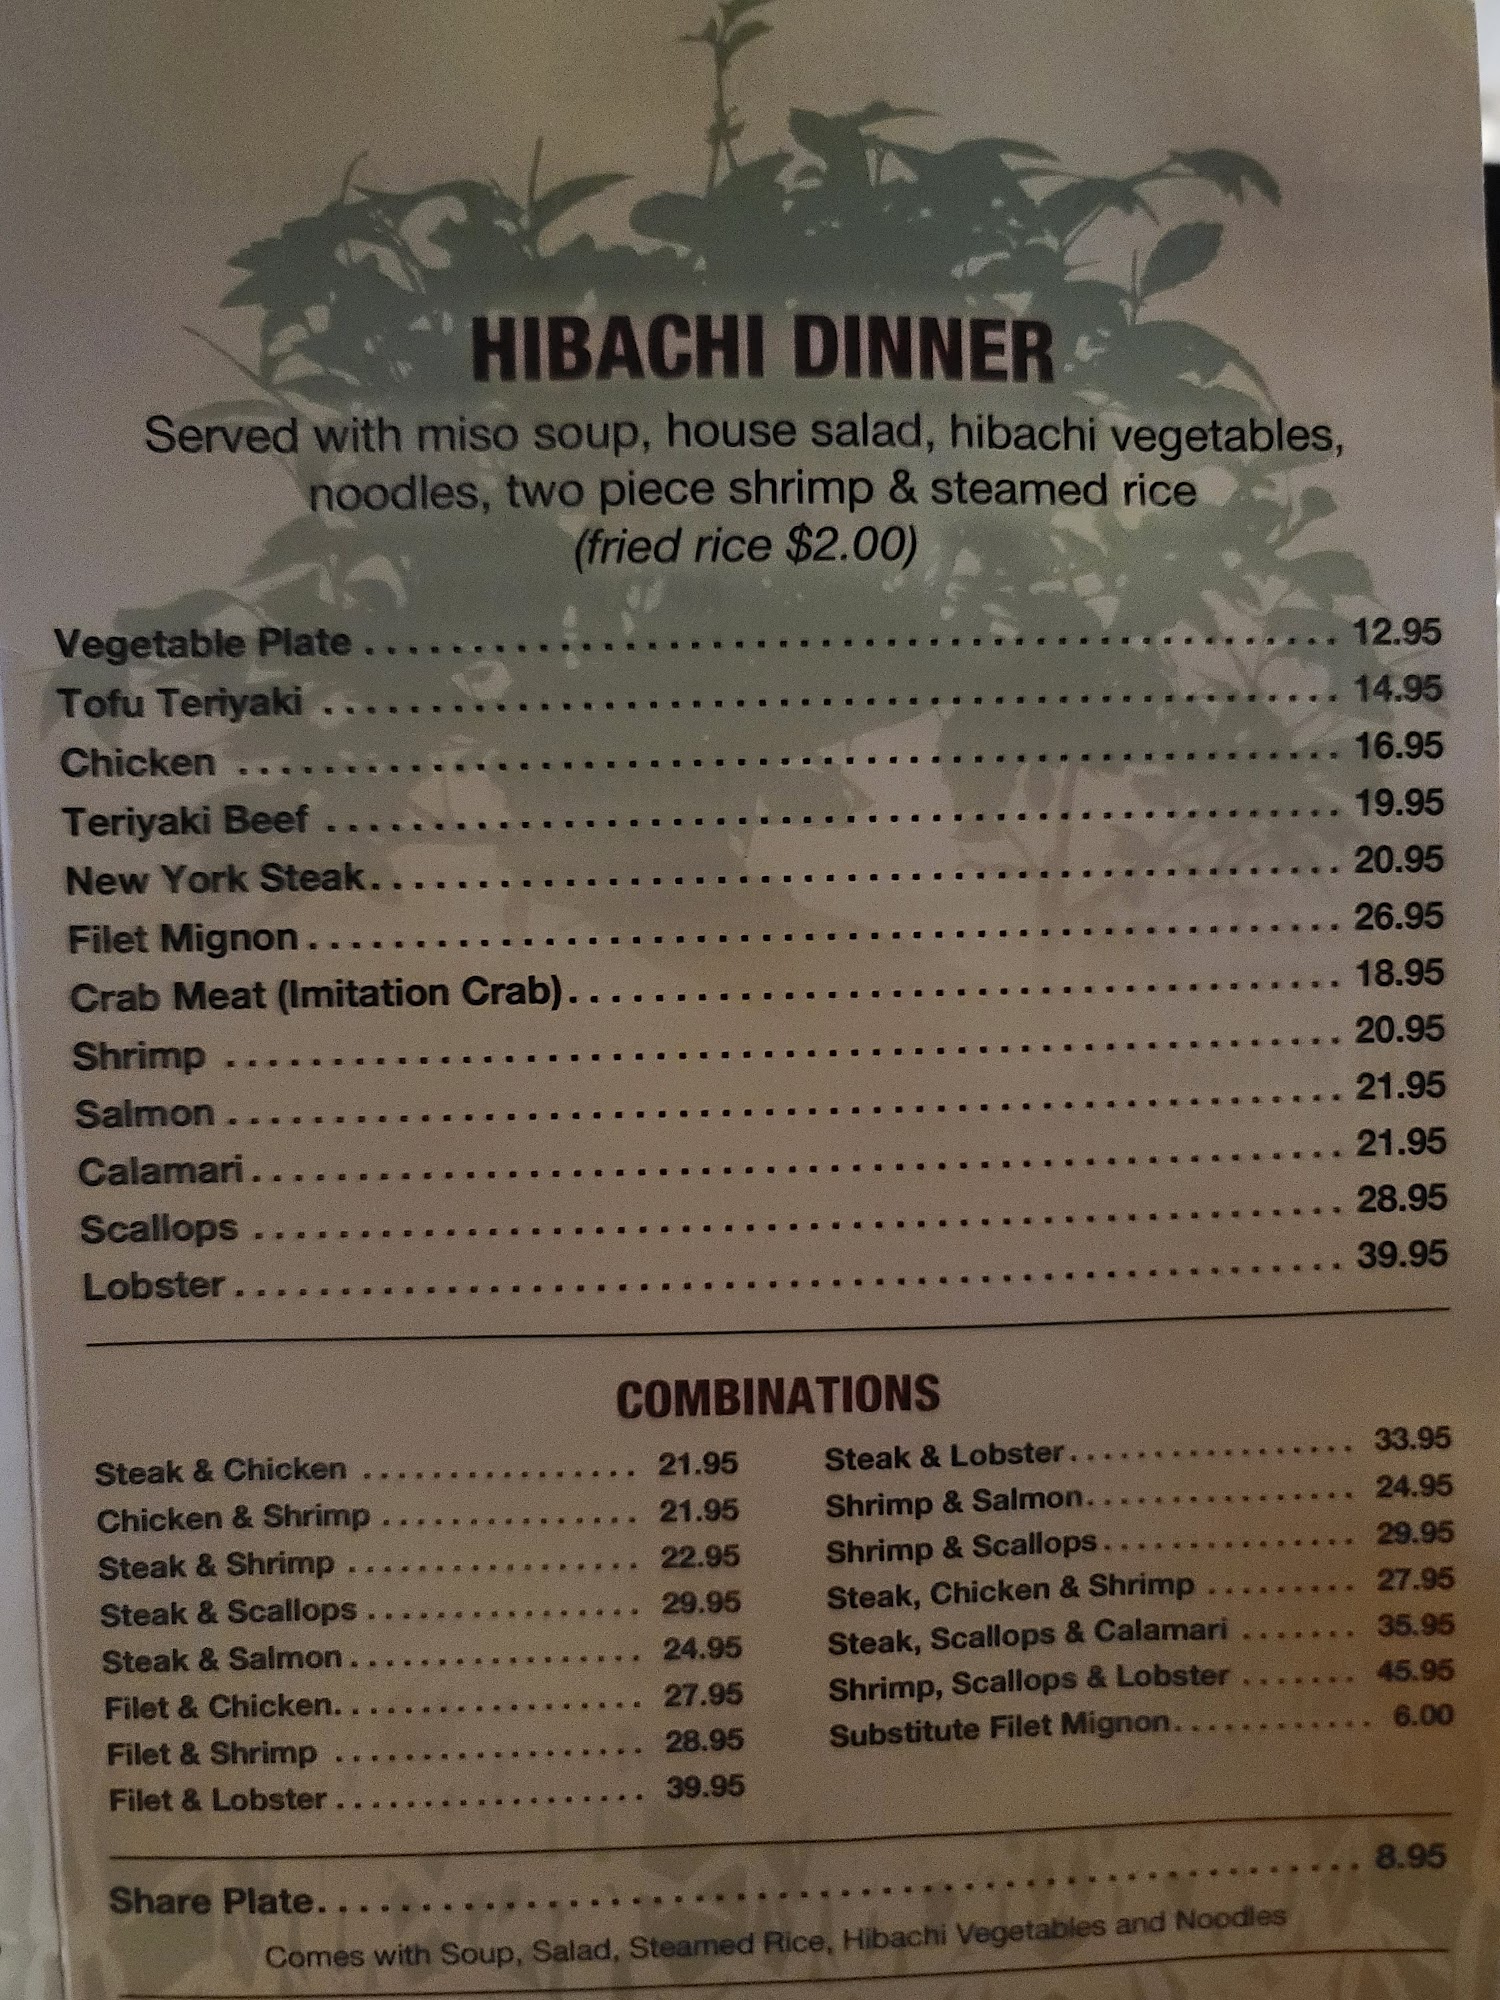 HIBACHI DINNER
Served with miso soup, house salad, hibachi vegetables,
noodles, two piece shrimp & steamed rice
(fried rice $2.00)
Vegetable Plate 12.95
Tofu Teriyaki 14.95
Chicken 16.95
Teriyaki Beef 19.95
New York Steak 20.95
Filet Mignon 26.95
Crab Meat (Imitation Crab) 18.95
Shrimp 20.95
Salmon 21.95
Calamari 21.95
Scallops 28.95
Lobster 39.95
COMBINATIONS
Steak & Chicken 21.95
Chicken & Shrimp 21.95
Steak & Shrimp 22.95
Steak & Scallops 29.95
Steak & Salmon 24.95
Filet & Chicken 27.95
Filet & Shrimp 28.95
Filet & Lobster 39.95
Steak & Lobster 33.95
Shrimp & Salmon 24.95
Shrimp & Scallops 29.95
Steak, Chicken & Shrimp 27.95
Steak, Scallops & Calamari 35.95
Shrimp, Scallops & Lobster 45.95
Substitute Filet Mignon 6.00
Share Plate 8.95
Comes with Soup, Salad, Steamed Rice, Hibachi Vegetables and Noodles